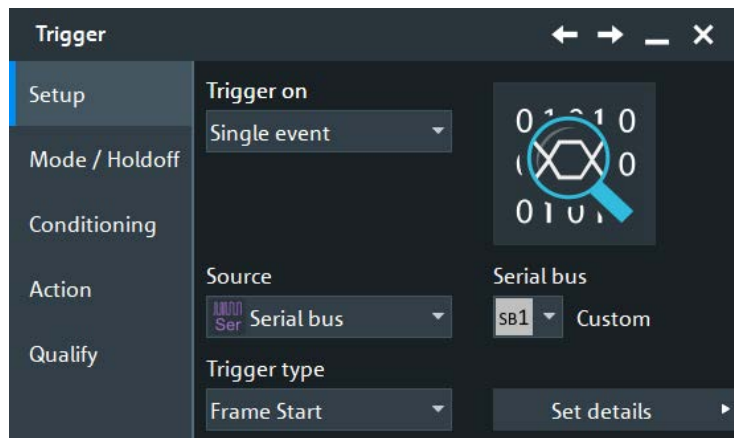 Trigger
Setup
Mode / Holdoff
Conditioning
Action
Qualify
Trigger on
Single event
Source
Ser Serial bus
Serial bus
SB1 Custom
Trigger type
Frame Start
Set details